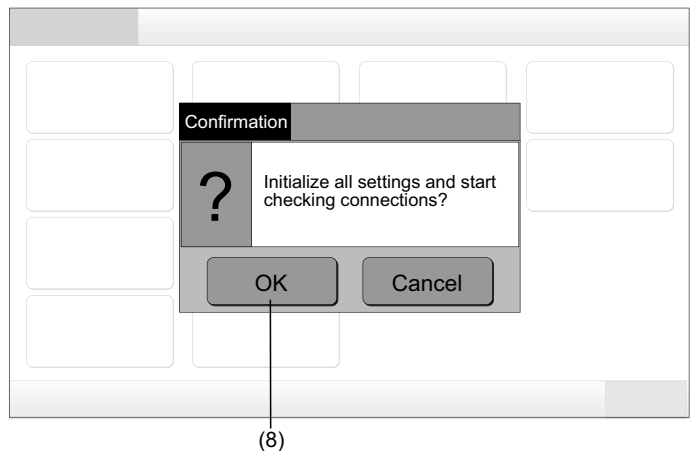 Confirmation
?
Initialize all settings and start
checking connections?
OK
Cancel
(8)